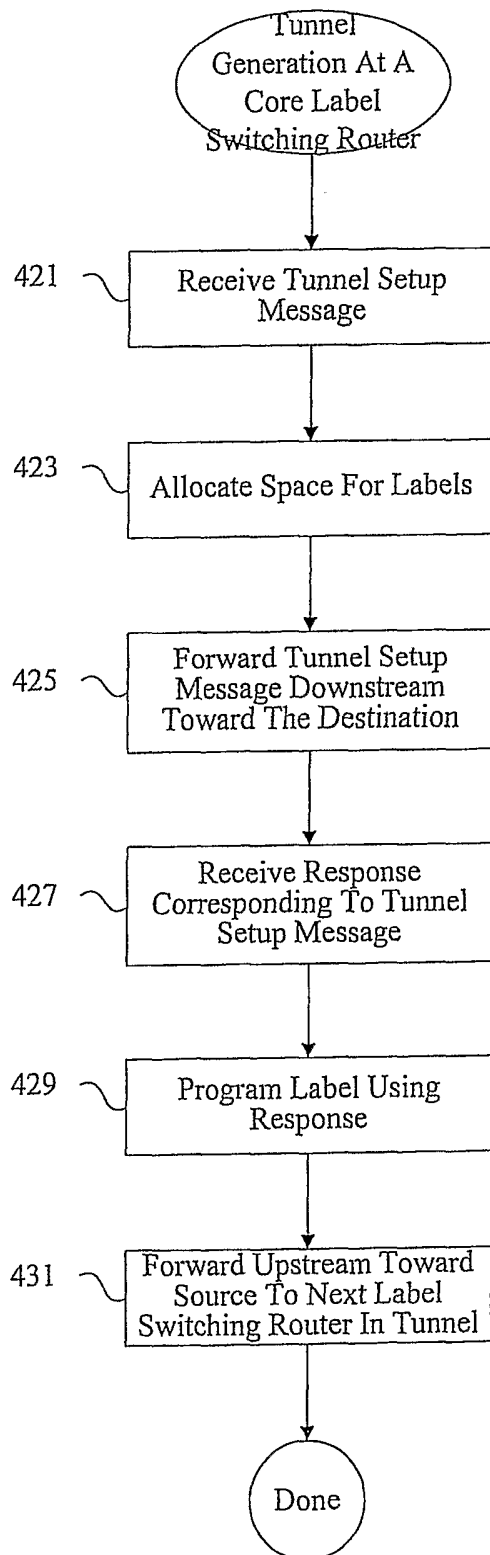 Tunnel
Generation At A
Core Label
Switching Router
421
Receive Tunnel Setup
Message
423
Allocate Space For Labels
425
Forward Tunnel Setup
Message Downstream
Toward The Destination
427
Receive Response
Corresponding To Tunnel
Setup Message
429
Program Label Using
Response
431
Forward Upstream Toward
Source To Next Label
Switching Router In Tunnel
Done